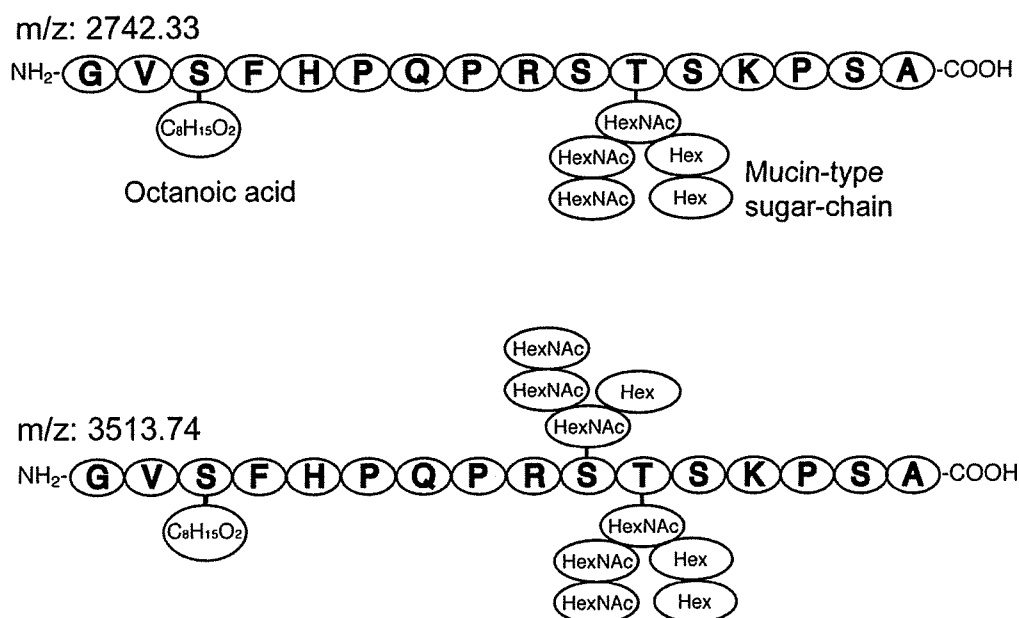 m/z: 2742.33
NH₂- G V S F H P Q P R S T S K P S A -COOH
C₈H₁₅O₂
HexNAc
HexNAc Hex
HexNAc Hex
Octanoic acid
Mucin-type
sugar-chain
HexNAc
HexNAc Hex
HexNAc
m/z: 3513.74
NH₂- G V S F H P Q P R S T S K P S A -COOH
C₈H₁₅O₂
HexNAc
HexNAc Hex
HexNAc Hex